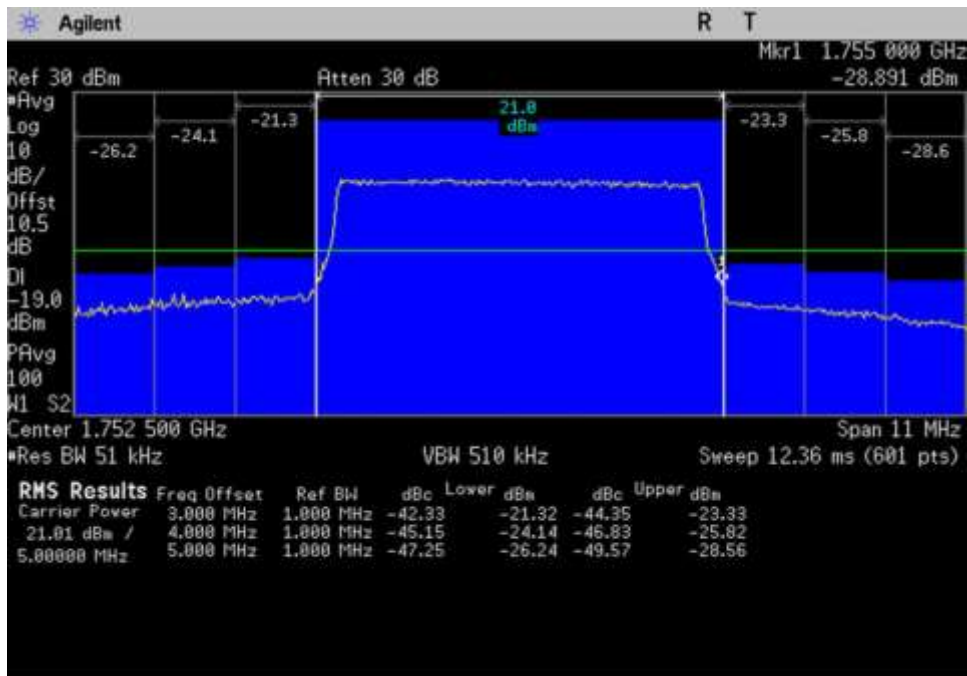 Agilent R T
Mkr1 1.755 000 GHz
Ref 30 dBm Atten 30 dB -28.891 dBm
#Avg
Log
10
dB/
Offst
10.5
dB
DI
-19.0
dBm
PAvg
100
W1 S2
21.0
dBm
-26.2 -24.1 -21.3 -23.3 -25.8 -28.6
1
Center 1.752 500 GHz Span 11 MHz
#Res BW 51 kHz VBW 510 kHz Sweep 12.36 ms (601 pts)
RMS Results Freq Offset Ref BW dBc Lower dBm dBc Upper dBm
Carrier Power 3.000 MHz 1.000 MHz -42.33 -21.32 -44.35 -23.33
21.01 dBm / 4.000 MHz 1.000 MHz -45.15 -24.14 -46.83 -25.82
5.00000 MHz 5.000 MHz 1.000 MHz -47.25 -26.24 -49.57 -28.56